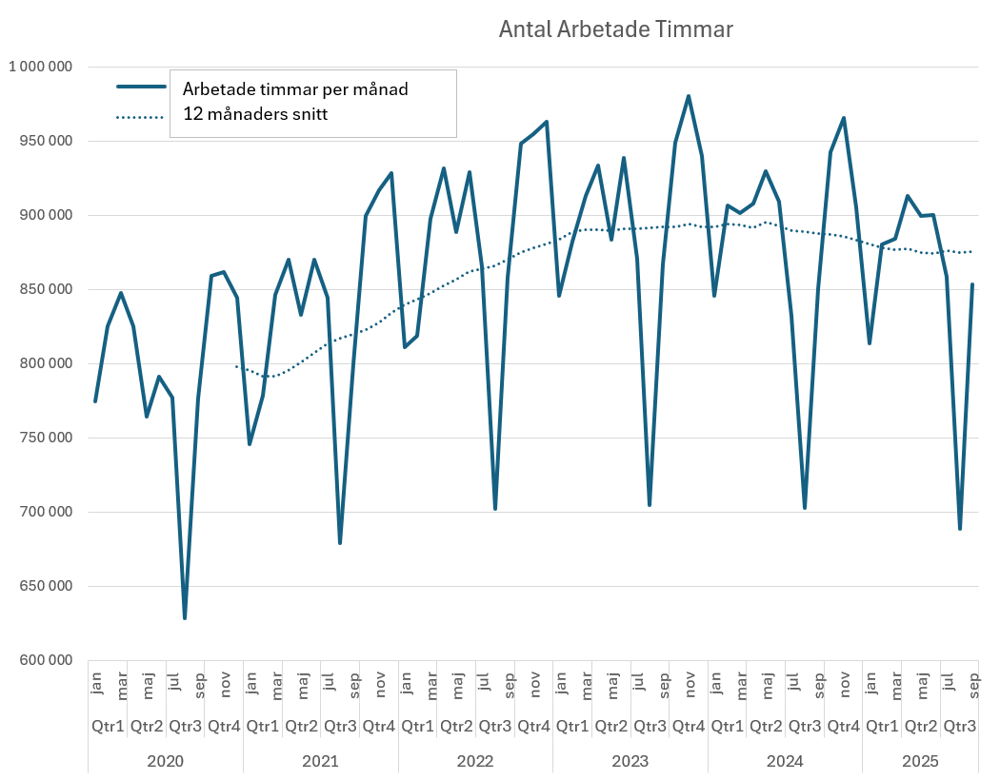 Antal Arbetade Timmar
1 000 000
950 000
900 000
850 000
800 000
750 000
700 000
650 000
600 000
Arbetade timmar per månad
12 månaders snitt
jan mar maj jul sep nov jan mar maj jul sep nov jan mar maj jul sep nov jan mar maj jul sep nov jan mar maj jul sep nov jan mar maj jul sep
Qtr1 Qtr2 Qtr3 Qtr4 Qtr1 Qtr2 Qtr3 Qtr4 Qtr1 Qtr2 Qtr3 Qtr4 Qtr1 Qtr2 Qtr3 Qtr4 Qtr1 Qtr2 Qtr3 Qtr4 Qtr1 Qtr2 Qtr3
2020 2021 2022 2023 2024 2025